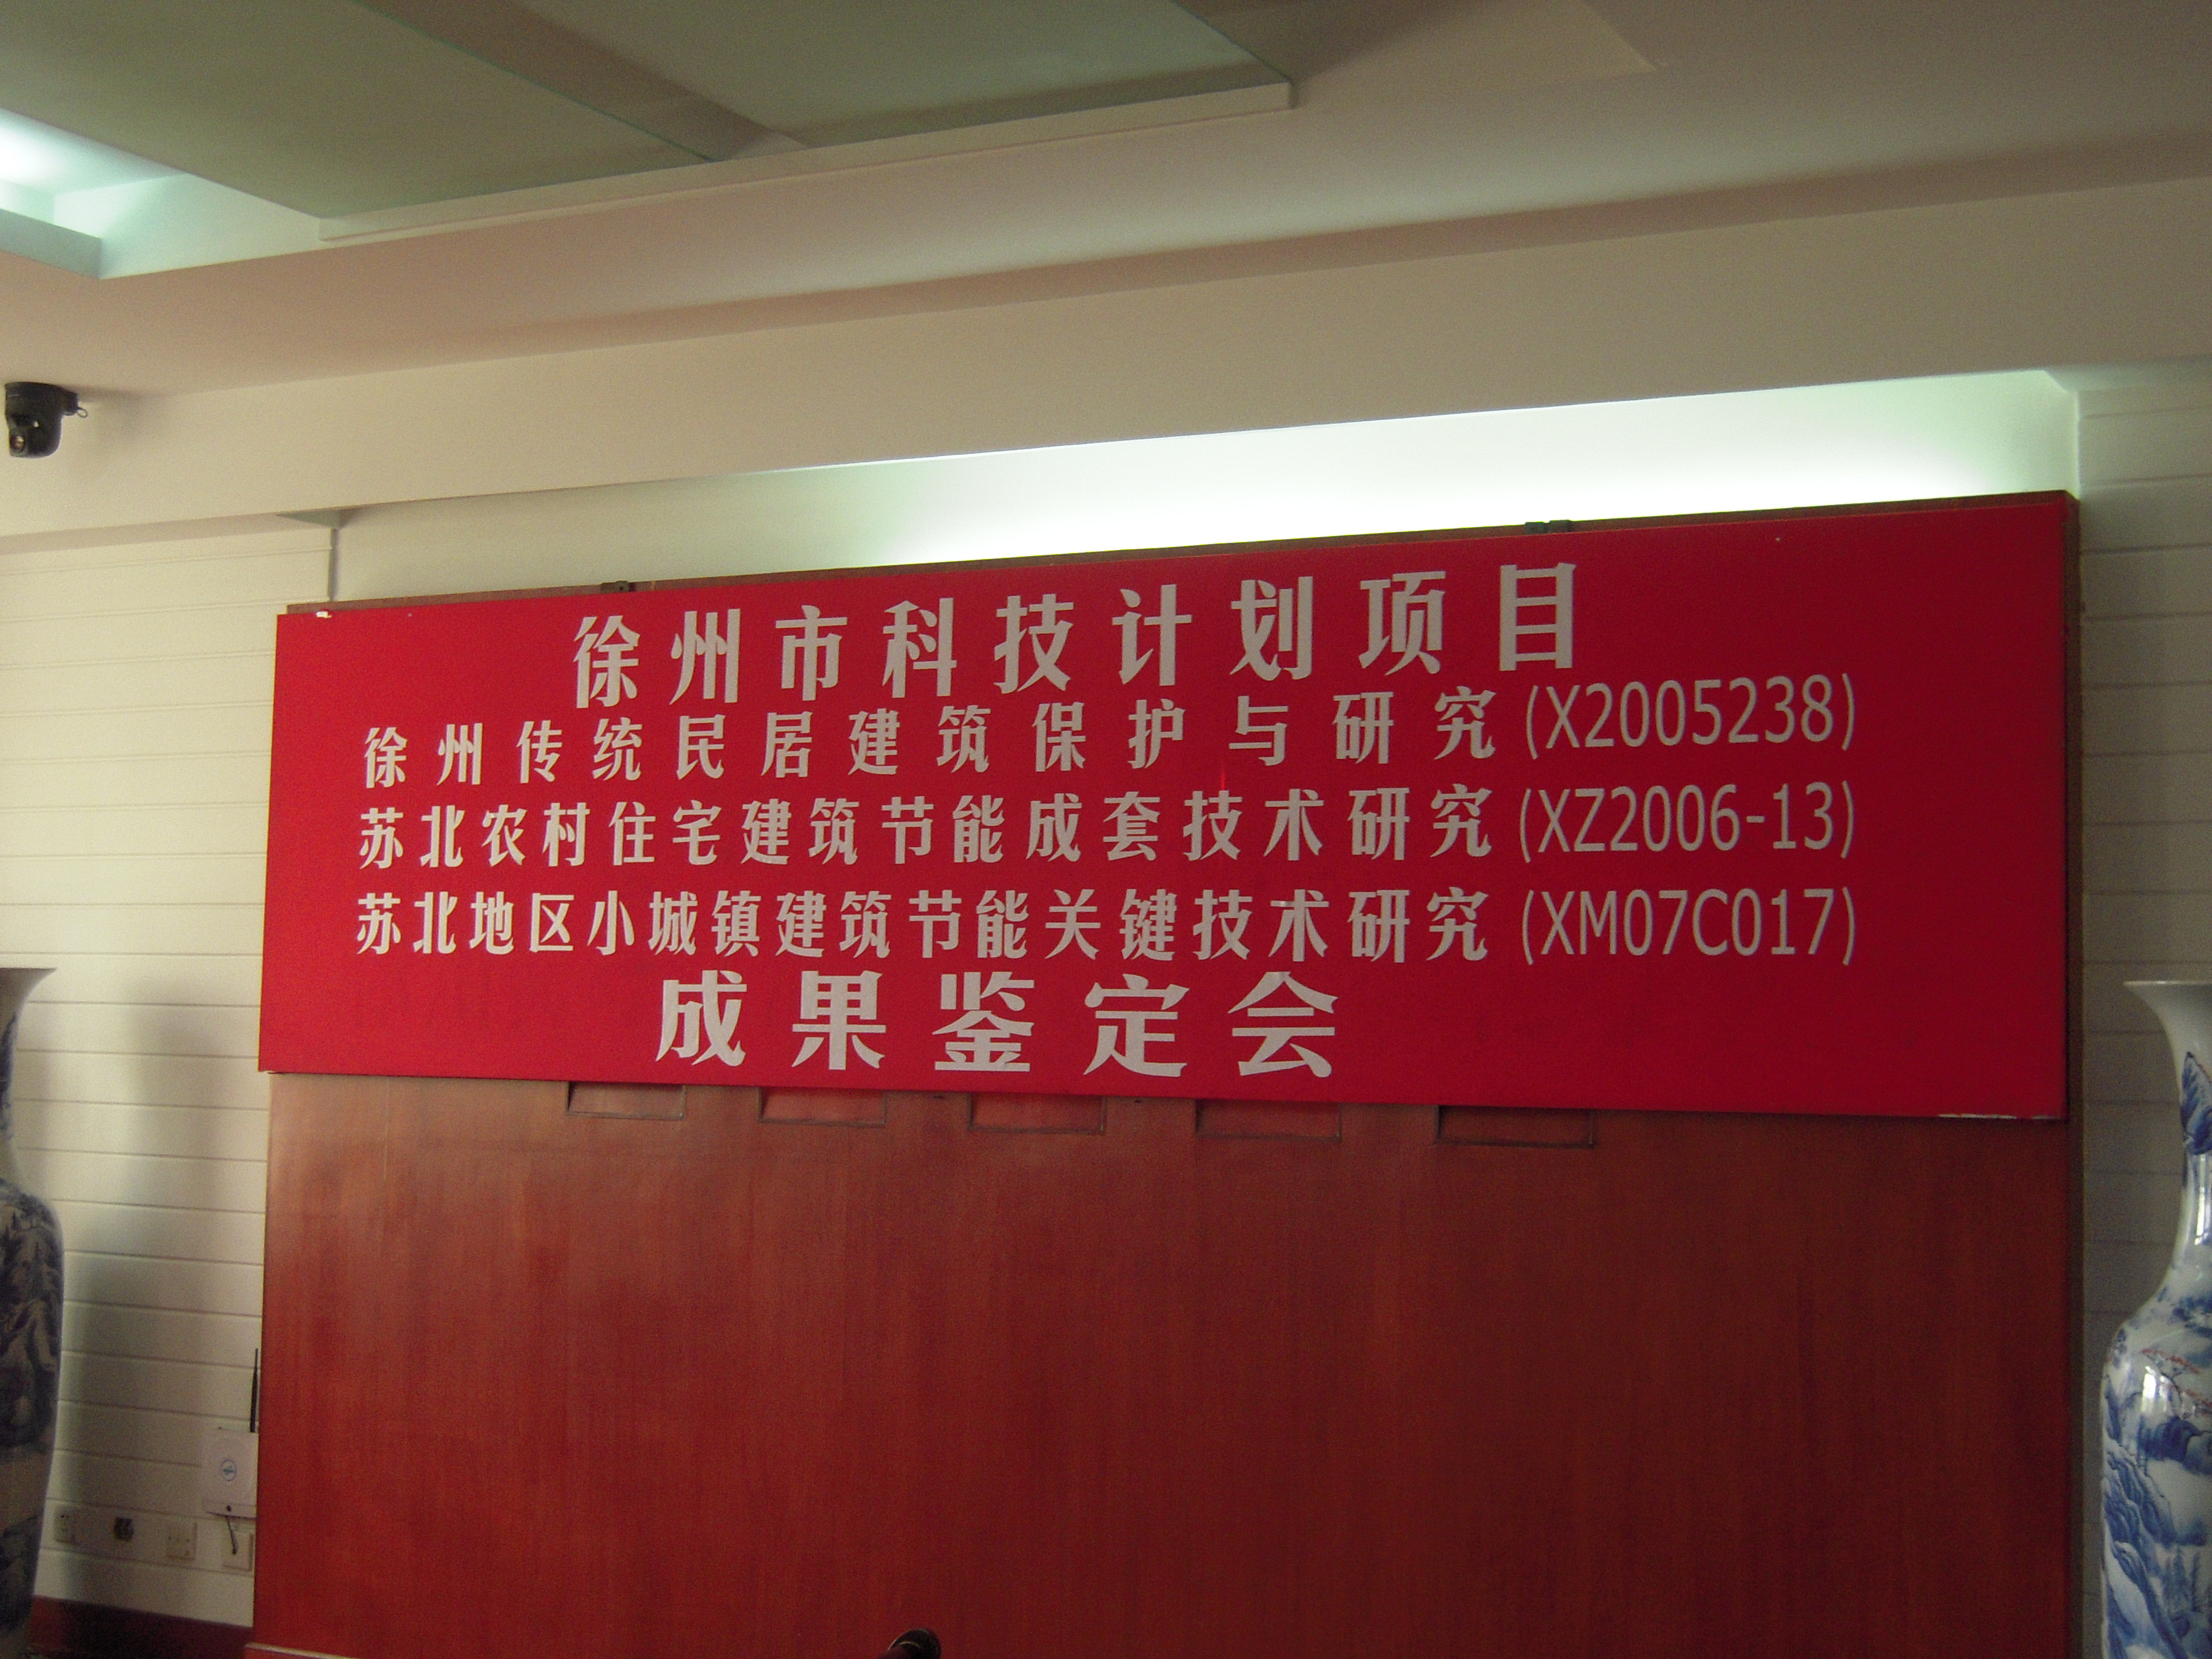 徐州市科技计划项目
徐州传统民居建筑保护与研究(X2005238)
苏北农村住宅建筑节能成套技术研究(XZ2006-13)
苏北地区小城镇建筑节能关键技术研究(XM07C017)
成果鉴定会